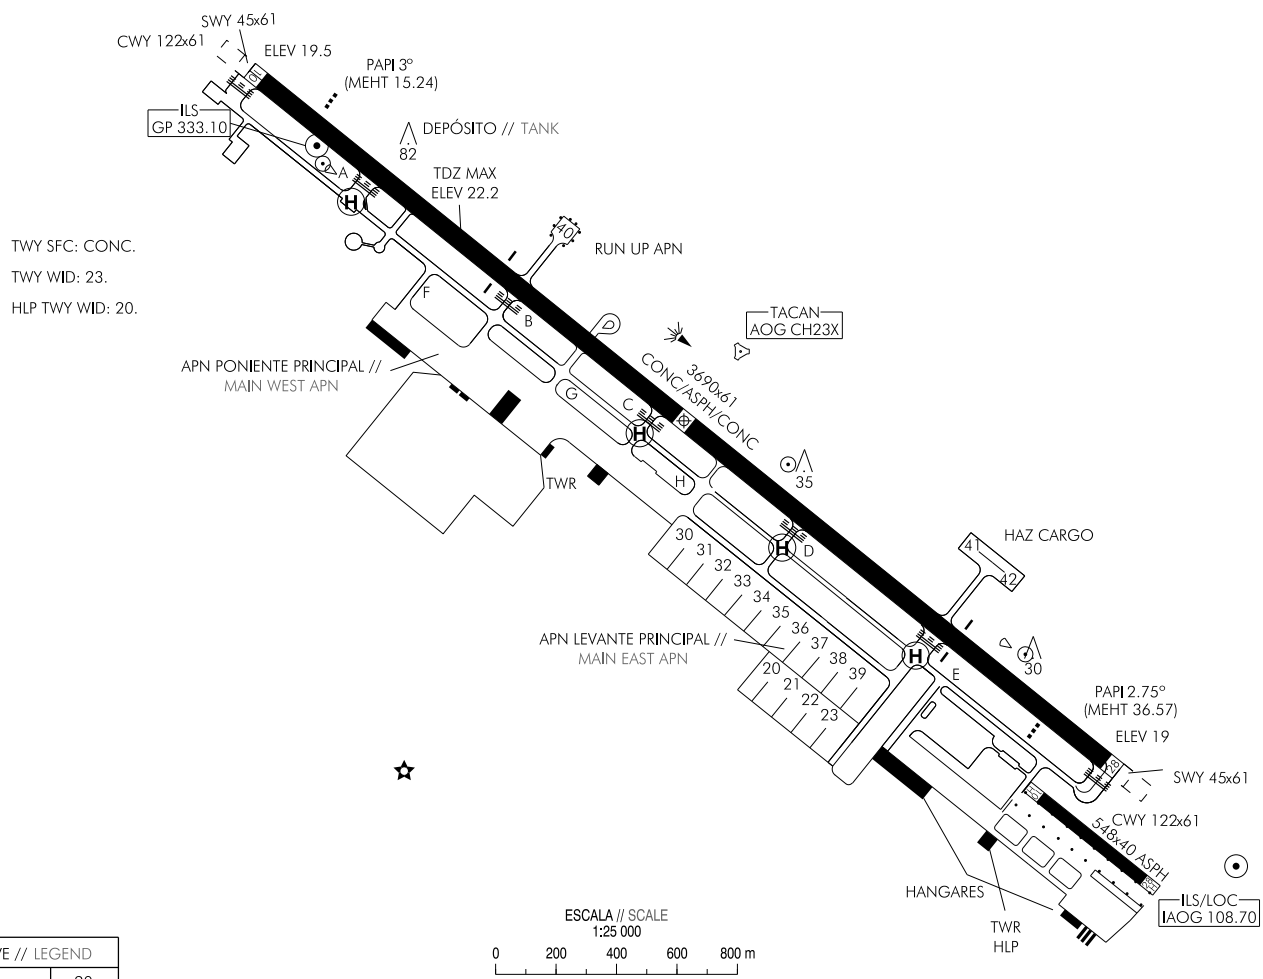 SWY 45x61
CWY 122x61
ELEV 19.5
10
PAPI 3º
(MEHT 15.24)
ILS
GP 333.10
DEPÓSITO // TANK
82
A
TDZ MAX
ELEV 22.2
H
40
RUN UP APN
TWY SFC: CONC.
TWY WID: 23.
HLP TWY WID: 20.
F
B
TACAN
AOG CH23X
APN PONIENTE PRINCIPAL //
MAIN WEST APN
3690x61
CONC/ASPH/CONC
G
C
H
H
TWR
35
30
31
32
33
34
35
36
37
38
39
H
D
HAZ CARGO
41
42
APN LEVANTE PRINCIPAL //
MAIN EAST APN
20
21
22
23
H
E
30
PAPI 2.75º
(MEHT 36.57)
ELEV 19
28
SWY 45x61
CWY 122x61
548x40 ASPH
HANGARES
TWR
HLP
ILS/LOC
IAOG 108.70
ESCALA // SCALE
1:25 000
0 200 400 600 800 m
VE // LEGEND